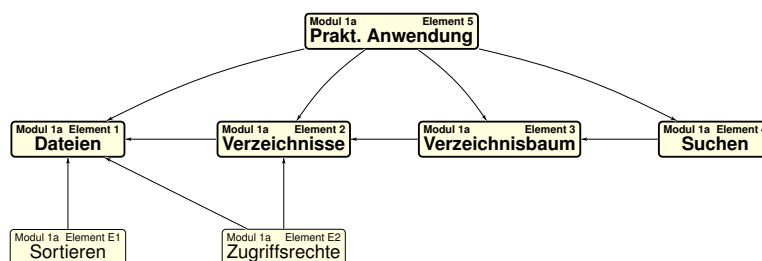 Modul 1a Element 5
Prakt. Anwendung
Modul 1a Element 1
Dateien
Modul 1a Element 2
Verzeichnisse
Modul 1a Element 3
Verzeichnisbaum
Modul 1a Element 4
Suchen
Modul 1a Element E1
Sortieren
Modul 1a Element E2
Zugriffsrechte